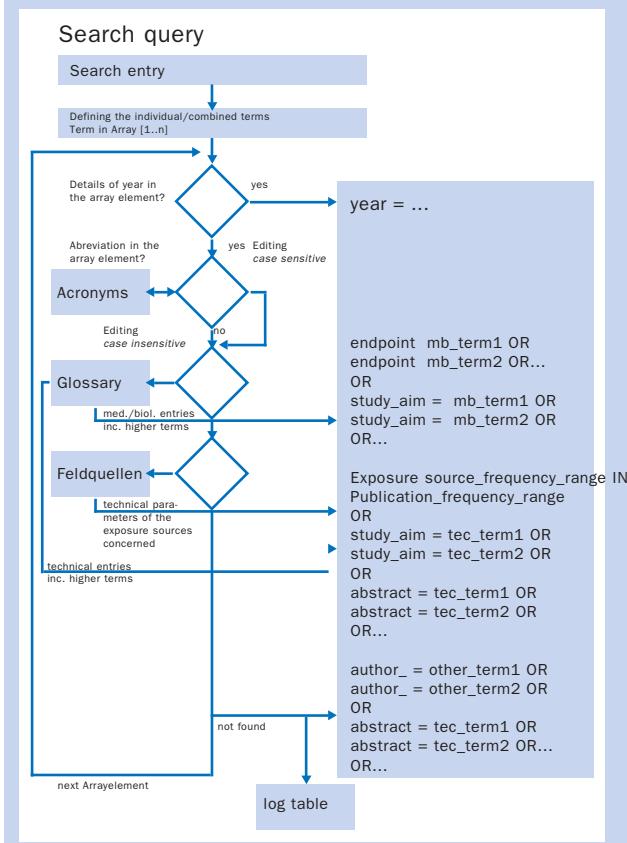 Search query
Search entry
Defining the individual/combined terms
Term in Array [1..n]
Details of year in
the array element?
yes
year = ...
Abreviation in the
array element?
yes Editing
case sensitive
Acronyms
Editing
case insensitive
no
Glossary
med./biol. entries
inc. higher terms
endpoint mb_term1 OR
endpoint mb_term2 OR...
OR
study_aim = mb_term1 OR
study_aim = mb_term2 OR
OR...
Feldquellen
technical para-
meters of the
exposure sources
concerned
technical entries
inc. higher terms
Exposure source_frequency_range IN
Publication_frequency_range
OR
study_aim = tec_term1 OR
study_aim = tec_term2 OR
OR
abstract = tec_term1 OR
abstract = tec_term2 OR
OR...
author_ = other_term1 OR
author_ = other_term2 OR
OR
abstract = tec_term1 OR
abstract = tec_term2 OR...
OR...
not found
next Arrayelement
log table